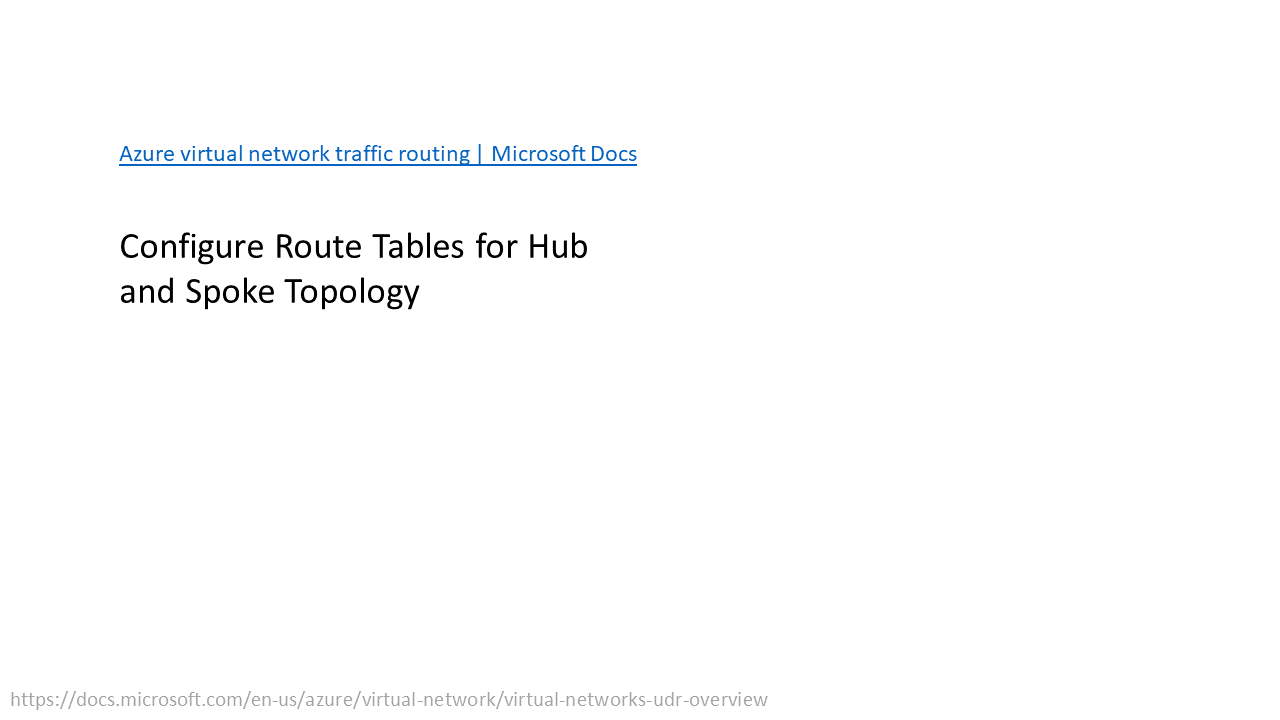 Azure virtual network traffic routing | Microsoft Docs
Configure Route Tables for Hub
and Spoke Topology
https://docs.microsoft.com/en-us/azure/virtual-network/virtual-networks-udr-overview